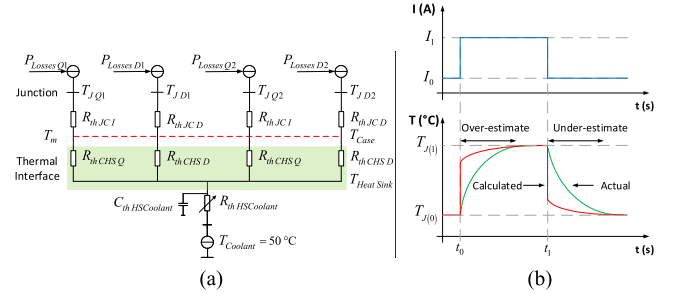 P_Losses Q1 P_Losses D1 P_Losses Q2 P_Losses D2
Junction T_J Q1 T_J D1 T_J Q2 T_J D2
R_th JC I R_th JC D R_th JC I R_th JC D
T_m T_Case
Thermal
Interface
R_th CHS Q R_th CHS D R_th CHS Q R_th CHS D
T_Heat Sink
C_th HSCoolant R_th HSCoolant
T_Coolant = 50 °C
(a)
I (A)
I_1
I_0
t (s)
T (°C)
Over-estimate Under-estimate
T_J(1)
Calculated Actual
T_J(0)
t_0 t_1 t (s)
(b)